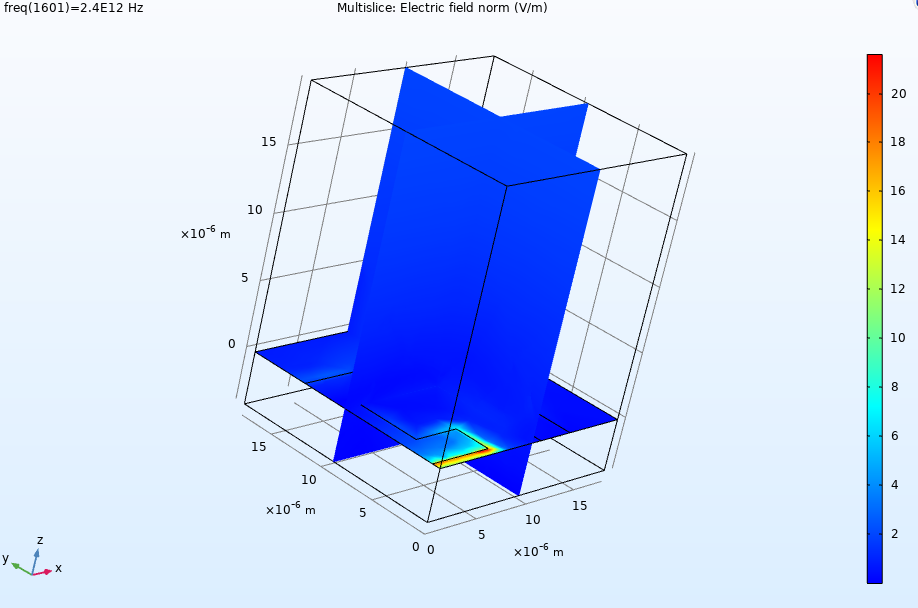 freq(1601)=2.4E12 Hz
Multislice: Electric field norm (V/m)
20
18
16
14
12
10
8
6
4
2
15
10
×10⁻⁶ m
5
0
15
10
×10⁻⁶ m
5
0
0
5
10
15
×10⁻⁶ m
y
z
x